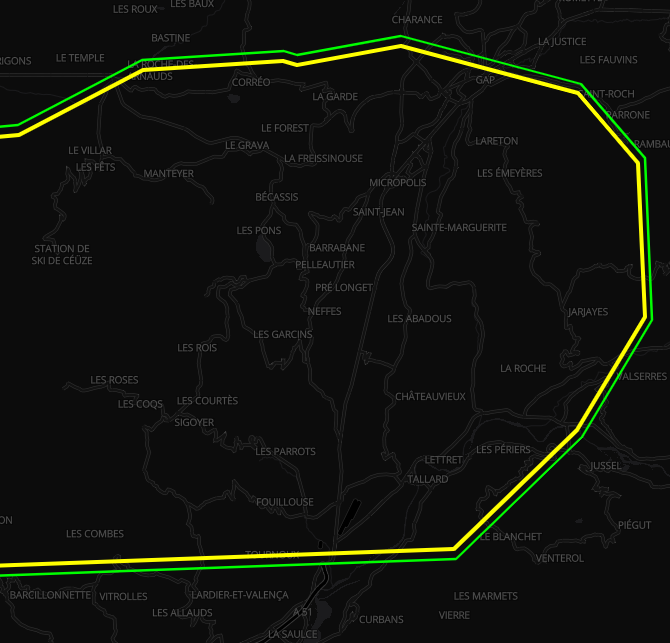 LES BAUX
LES ROUX
CHARANCE
BASTINE
LA JUSTICE
LE TEMPLE
LES FAUVINS
RIGONS
LA ROCHE-DES-
ARNAUDS
CORRÉO
GAP
LA GARDE
SAINT-ROCH
PARRONE
LE FOREST
LE GRAVA
LARETON
RAMBAU
LE VILLAR
LA FREISSINOUSE
LES FÊTS
MANTEYER
LES ÉMEYÈRES
MICROPOLIS
BÉCASSIS
SAINT-JEAN
LES PONS
SAINTE-MARGUERITE
STATION DE
SKI DE CÉÜZE
BARRABANE
PELLEAUTIER
PRÉ LONGET
NEFFES
JARJAYES
LES ABADOUS
LES GARCINS
LES ROIS
LA ROCHE
LES ROSES
VALSERRES
CHÂTEAUVIEUX
LES COQS
LES COURTÈS
SIGOYER
LES PARROTS
LES PÉRIERS
LETTRET
JUSSEL
TALLARD
FOUILLOUSE
ON
PIÉGUT
LES COMBES
LE BLANCHET
TOURNOUX
VENTEROL
BARCILLONNETTE
VITROLLES
LARDIER-ET-VALENÇA
LES MARMETS
LES ALLAUDS
A 51
VIERRE
CURBANS
LA SAULCE